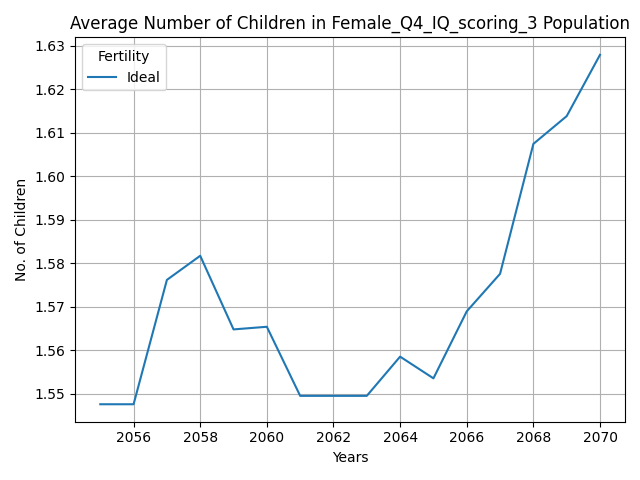 Average Number of Children in Female_Q4_IQ_scoring_3 Population
Fertility
Ideal
No. of Children
1.63
1.62
1.61
1.60
1.59
1.58
1.57
1.56
1.55
2056 2058 2060 2062 2064 2066 2068 2070
Years